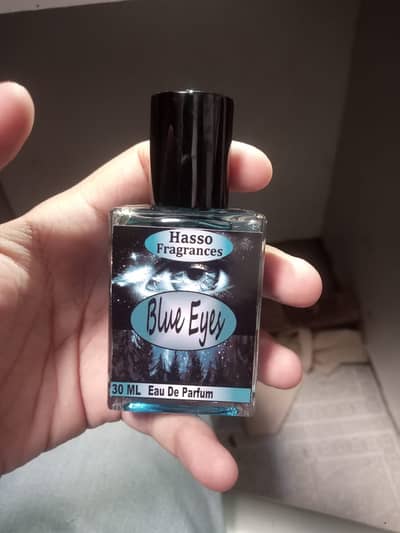 Hasso
Fragrances
Blue Eyes
30 ML Eau De Parfum